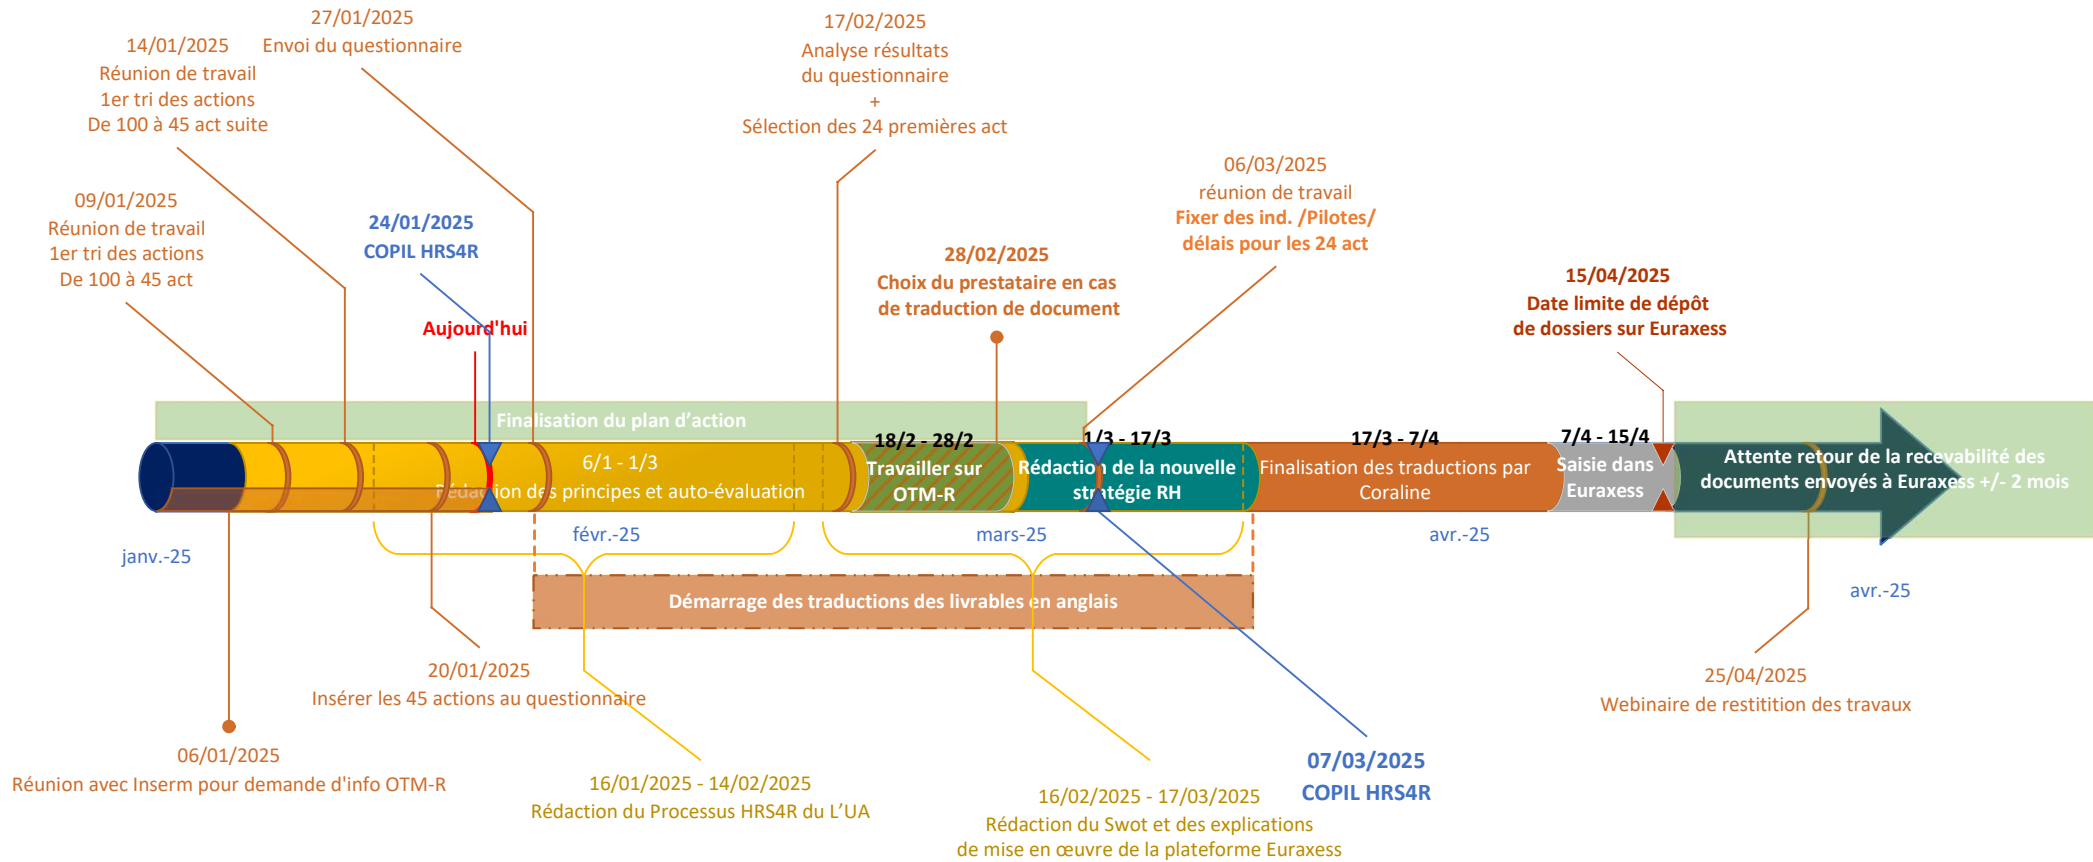 27/01/2025
Envoi du questionnaire
17/02/2025
Analyse résultats
du questionnaire
+
Sélection des 24 premières act
14/01/2025
Réunion de travail
1er tri des actions
De 100 à 45 act suite
09/01/2025
Réunion de travail
1er tri des actions
De 100 à 45 act
24/01/2025
COPIL HRS4R
06/03/2025
réunion de travail
Fixer des ind. /Pilotes/
délais pour les 24 act
28/02/2025
Choix du prestataire en cas
de traduction de document
15/04/2025
Date limite de dépôt
de dossiers sur Euraxess
Aujourd'hui
Finalisation du plan d’action
6/1 - 1/3
Rédaction des principes et auto-évaluation
18/2 - 28/2
Travailler sur
OTM-R
1/3 - 17/3
Rédaction de la nouvelle
stratégie RH
17/3 - 7/4
Finalisation des traductions par
Coraline
7/4 - 15/4
Saisie dans
Euraxess
Attente retour de la recevabilité des
documents envoyés à Euraxess +/- 2 mois
janv.-25
févr.-25
mars-25
avr.-25
avr.-25
Démarrage des traductions des livrables en anglais
20/01/2025
Insérer les 45 actions au questionnaire
25/04/2025
Webinaire de restitition des travaux
06/01/2025
Réunion avec Inserm pour demande d'info OTM-R
16/01/2025 - 14/02/2025
Rédaction du Processus HRS4R du L’UA
07/03/2025
COPIL HRS4R
16/02/2025 - 17/03/2025
Rédaction du Swot et des explications
de mise en œuvre de la plateforme Euraxess